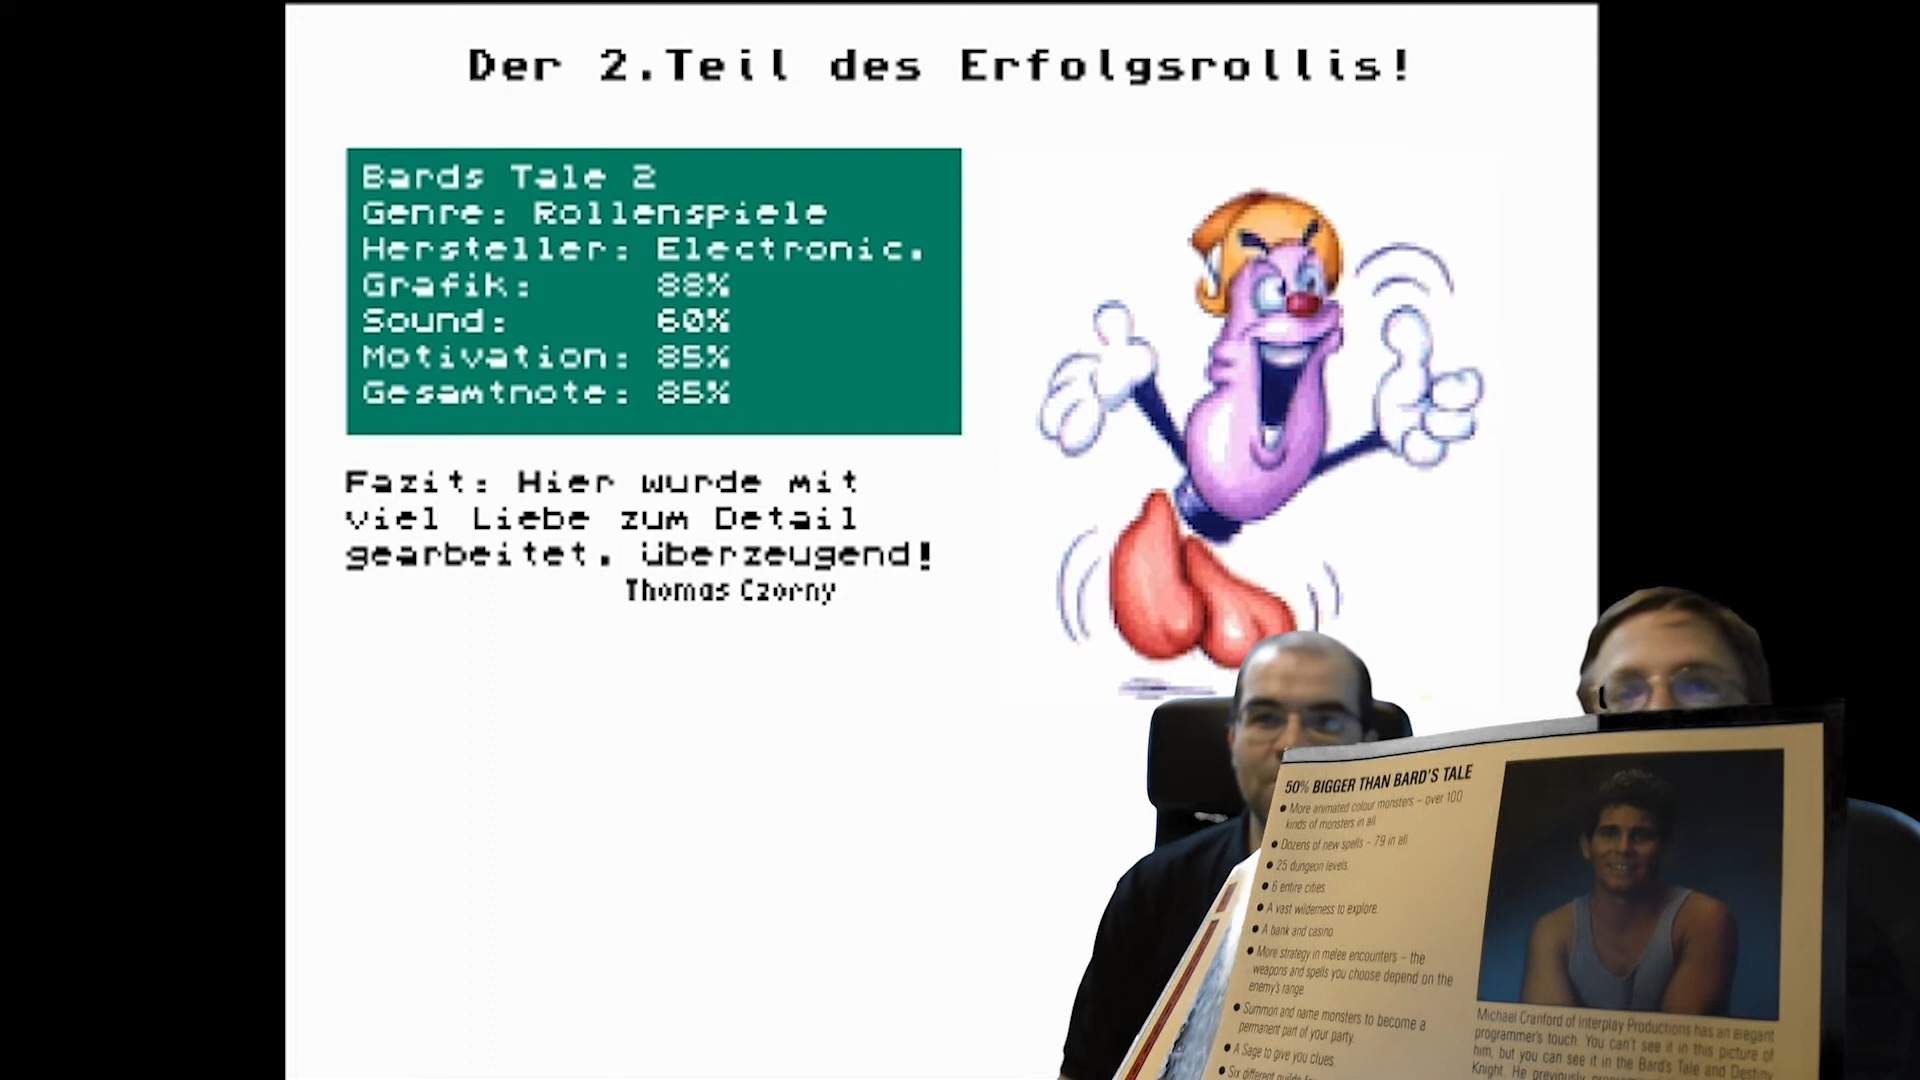 Der 2.Teil des Erfolgsrollis!
Bards Tale 2
Genre: Rollenspiele
Hersteller: Electronic.
Grafik: 88%
Sound: 60%
Motivation: 85%
Gesamtnote: 85%
Fazit: Hier wurde mit
viel Liebe zum Detail
gearbeitet. überzeugend!
Thomas Czorny
50% BIGGER THAN BARD'S TALE
● More animated colour monsters – over 100
kinds of monsters in all.
● Dozens of new spells – 79 in all
● 25 dungeon levels.
● 6 entire cities.
● A vast wilderness to explore.
● A bank and casino.
● More strategy in melee encounters – the
weapons and spells you choose depend on the
enemy's range.
● Summon and name monsters to become a
permanent part of your party.
● A Sage to give you clues.
● Six different guilds
Michael Cranford of Interplay Productions has an elegant
programmer's touch. You can't see it in this picture of
him, but you can see it in the Bard's Tale and Destiny
Knight. He previously